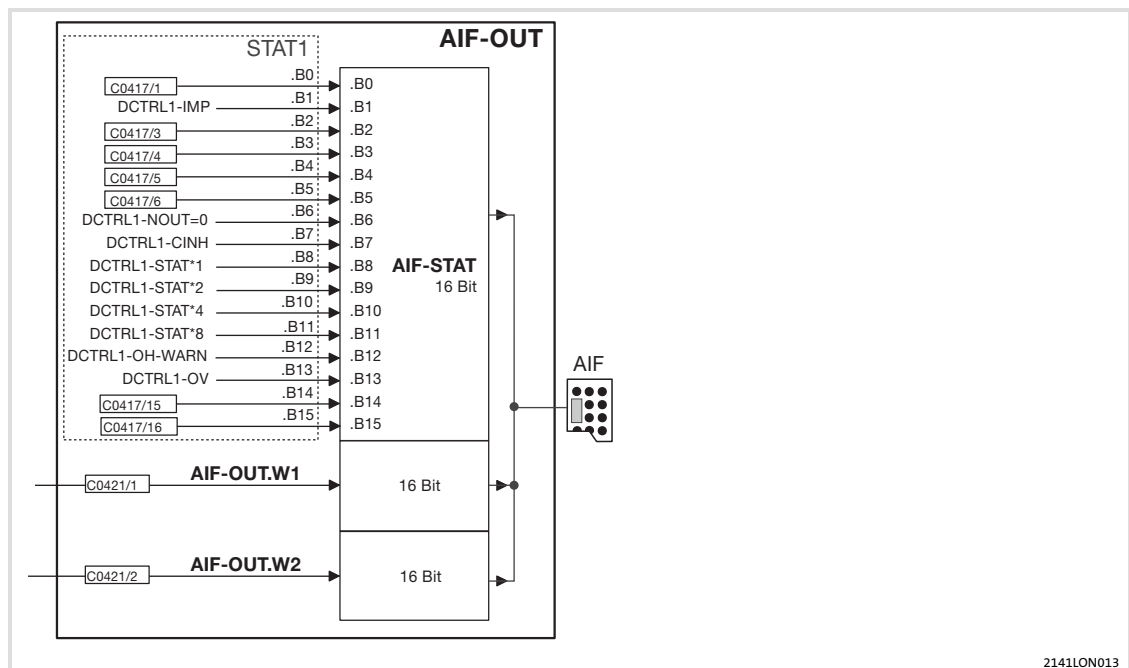 AIF-OUT
STAT1
C0417/1 .B0 .B0
DCTRL1-IMP .B1 .B1
C0417/3 .B2 .B2
C0417/4 .B3 .B3
C0417/5 .B4 .B4
C0417/6 .B5 .B5
DCTRL1-NOUT=0 .B6 .B6
DCTRL1-CINH .B7 .B7
DCTRL1-STAT*1 .B8 .B8
DCTRL1-STAT*2 .B9 .B9
DCTRL1-STAT*4 .B10 .B10
DCTRL1-STAT*8 .B11 .B11
DCTRL1-OH-WARN .B12 .B12
DCTRL1-OV .B13 .B13
C0417/15 .B14 .B14
C0417/16 .B15 .B15
AIF-STAT
16 Bit
AIF
C0421/1 AIF-OUT.W1 16 Bit
C0421/2 AIF-OUT.W2 16 Bit
2141LON013